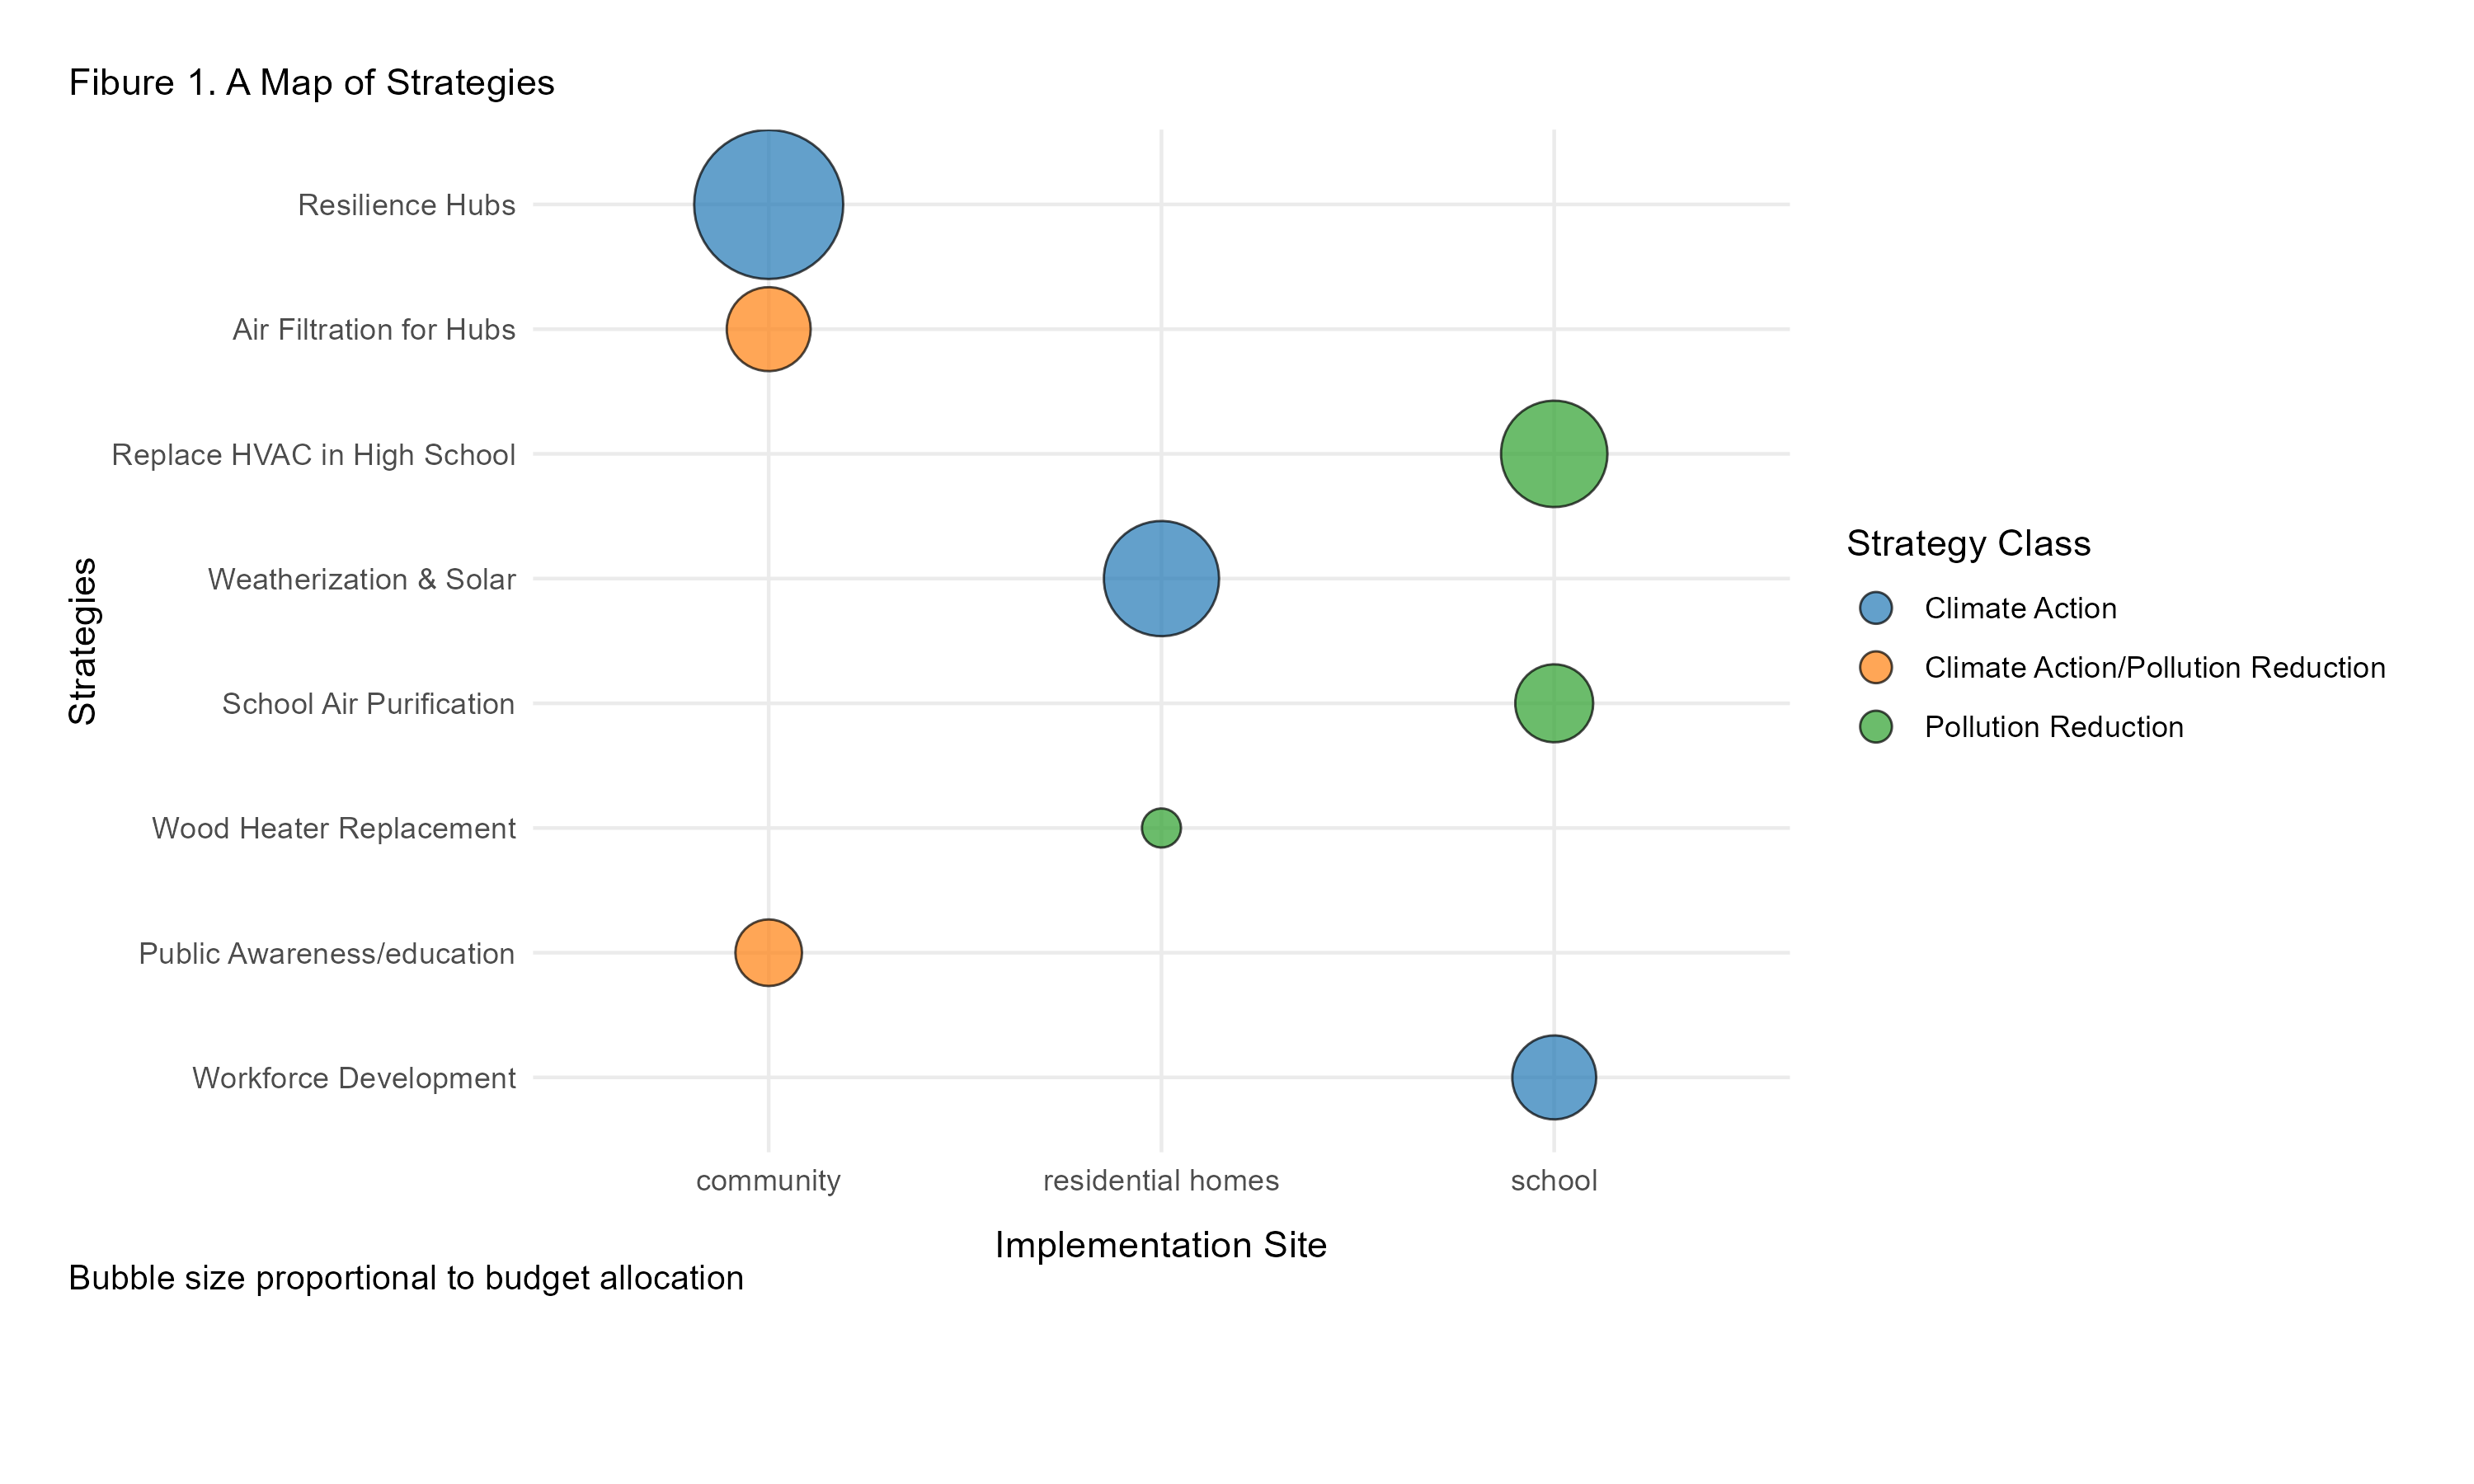 Fibure 1. A Map of Strategies
Resilience Hubs
Air Filtration for Hubs
Replace HVAC in High School
Weatherization & Solar
School Air Purification
Wood Heater Replacement
Public Awareness/education
Workforce Development
Strategies
community
residential homes
school
Implementation Site
Bubble size proportional to budget allocation
Strategy Class
Climate Action
Climate Action/Pollution Reduction
Pollution Reduction